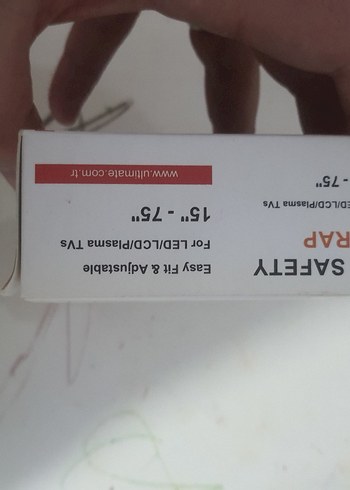 SAFETY
RAP
ED/LCD/Plasma TVs
- 75"
Easy Fit & Adjustable
For LED/LCD/Plasma TVs
15" - 75"
www.ultimate.com.tr